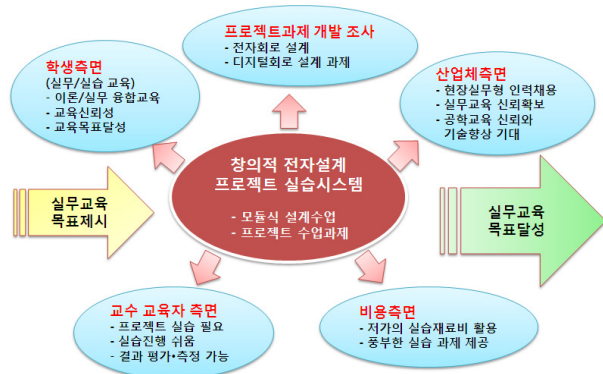 프로젝트과제 개발 조사
- 전자회로 설계
- 디지털회로 설계 과제
학생측면
(실무/실습 교육)
- 이론/실무 융합교육
- 교육신뢰성
- 교육목표달성
산업체측면
- 현장실무형 인력채용
- 실무교육 신뢰확보
- 공학교육 신뢰와
기술향상 기대
창의적 전자설계
프로젝트 실습시스템
- 모듈식 설계수업
- 프로젝트 수업과제
실무교육
목표제시
실무교육
목표달성
교수 교육자 측면
- 프로젝트 실습 필요
- 실습진행 쉬움
- 결과 평가•측정 가능
비용측면
- 저가의 실습재료비 활용
- 풍부한 실습 과제 제공